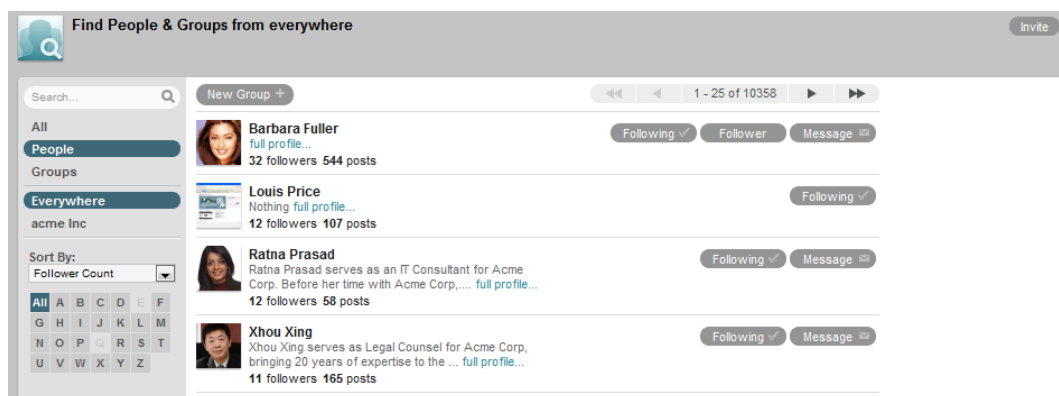 Find People & Groups from everywhere
Invite
Search...
New Group +
1 - 25 of 10358
All
People
Groups
Everywhere
acme Inc
Sort By:
Follower Count
All A B C D E F
G H I J K L M
N O P Q R S T
U V W X Y Z
Barbara Fuller
full profile...
32 followers 544 posts
Following Follower Message
Louis Price
Nothing full profile...
12 followers 107 posts
Following
Ratna Prasad
Ratna Prasad serves as an IT Consultant for Acme
Corp. Before her time with Acme Corp,.... full profile...
12 followers 58 posts
Following Message
Xhou Xing
Xhou Xing serves as Legal Counsel for Acme Corp,
bringing 20 years of expertise to the ... full profile...
11 followers 165 posts
Following Message